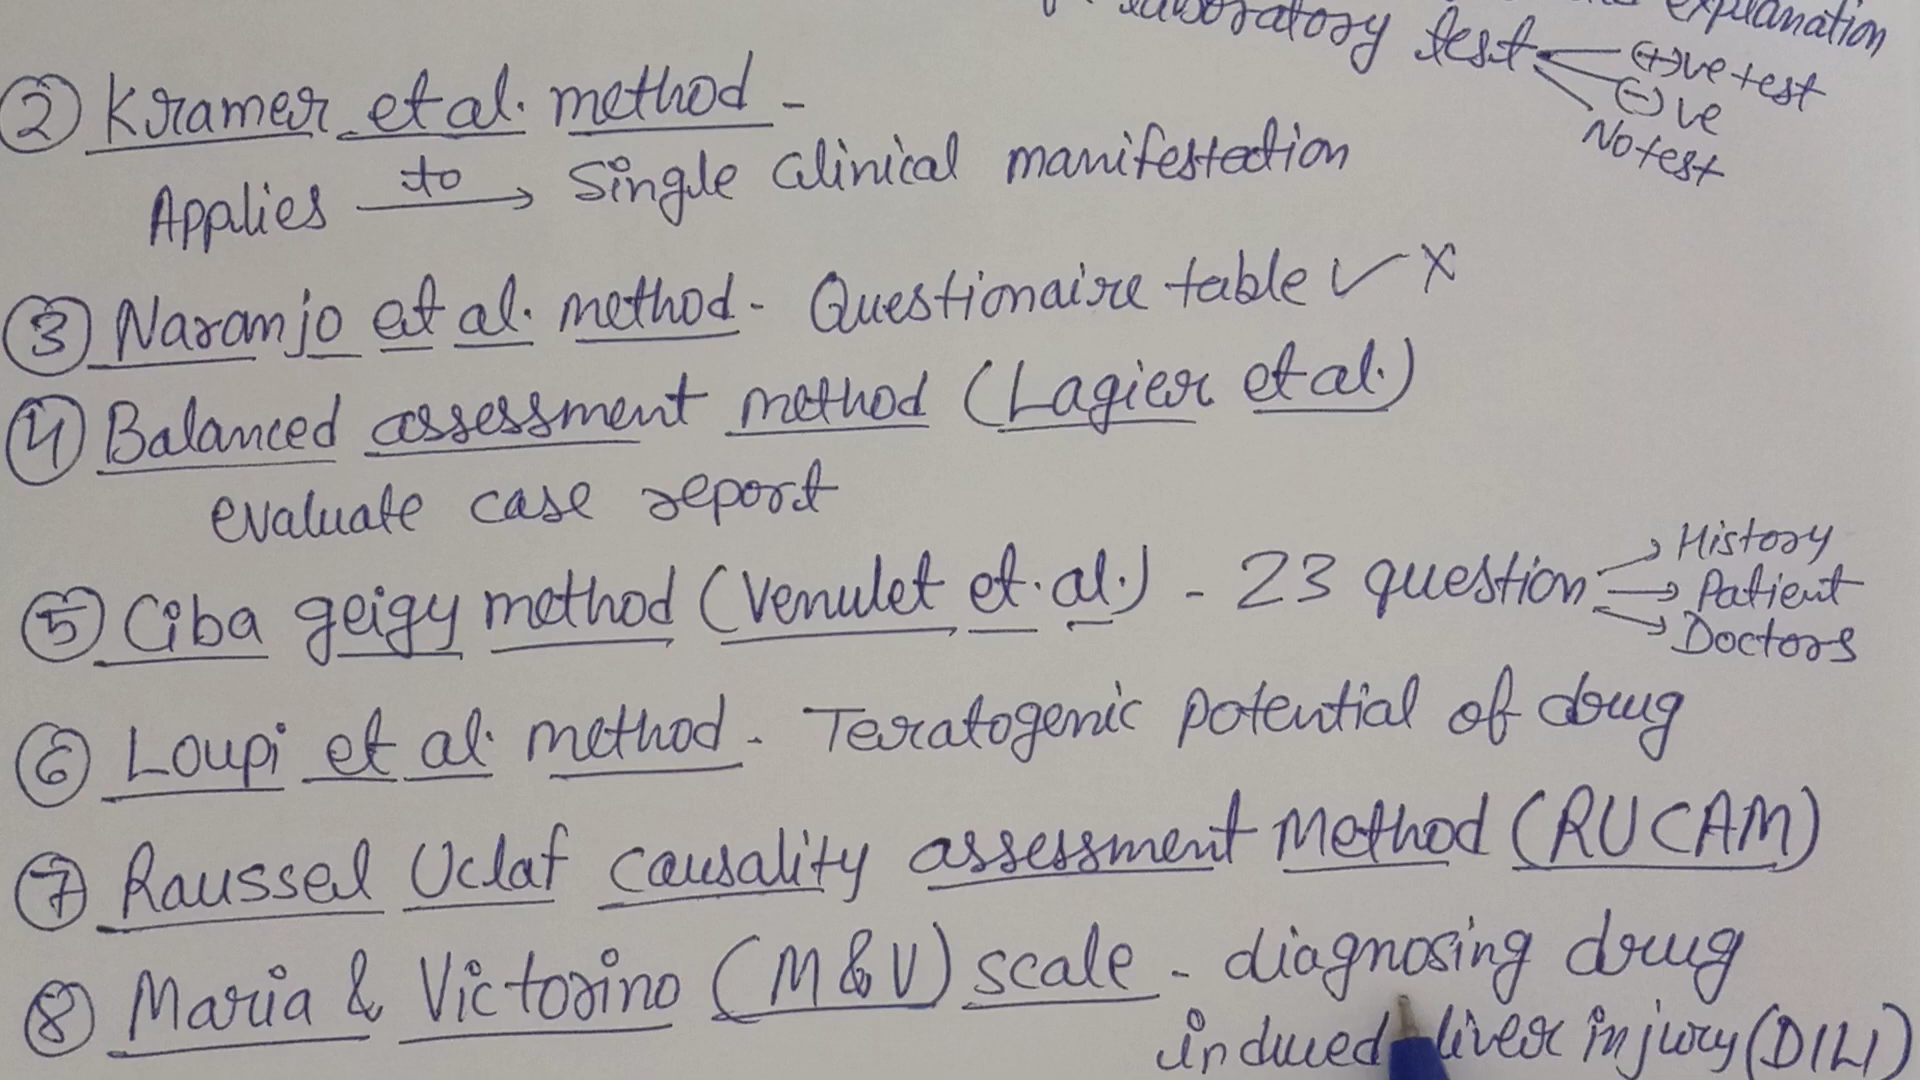 explanation
laboratory test (+)ve test
(-)ve
No test
② Kramer et al. method -
Applies to → Single Clinical manifestation
③ Naranjo et al. method - Questionaire table ✓ X
④ Balanced assessment method (Lagier et al.)
evaluate case report
⑤ Ciba geigy method (Venulet et. al.) - 23 question → History
→ Patient
→ Doctors
⑥ Loupi et al. method - Teratogenic potential of drug
⑦ Raussel Uclaf causality assessment Method (RUCAM)
⑧ Maria & Victorino (M&V) scale - diagnosing drug
induced liver injury (DILI)